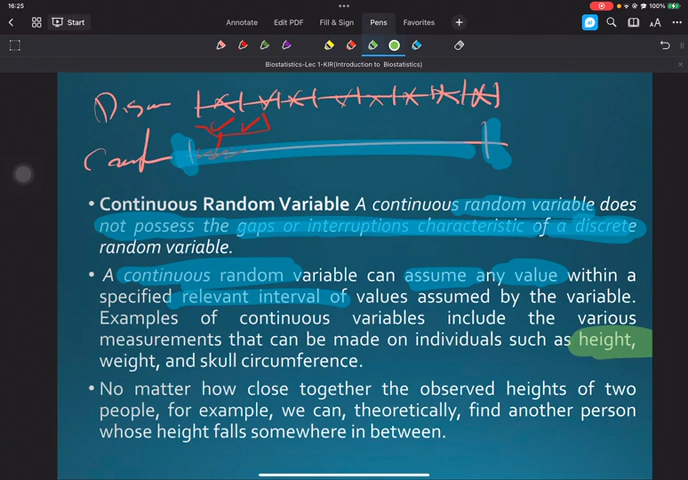 16:25
100%
Start
Annotate
Edit PDF
Fill & Sign
Pens
Favorites
Biostatistics-Lec 1-KIR(Introduction to Biostatistics)
• Continuous Random Variable A continuous random variable does
not possess the gaps or interruptions characteristic of a discrete
random variable.
• A continuous random variable can assume any value within a
specified relevant interval of values assumed by the variable.
Examples of continuous variables include the various
measurements that can be made on individuals such as height,
weight, and skull circumference.
• No matter how close together the observed heights of two
people, for example, we can, theoretically, find another person
whose height falls somewhere in between.